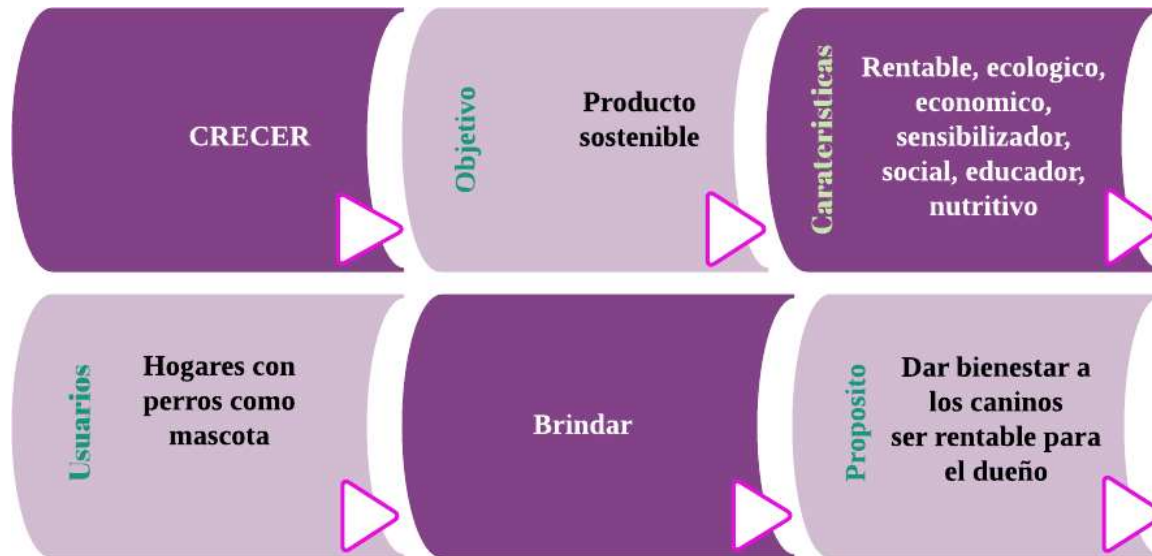 CRECER
Objetivo
Producto
sostenible
Carateristicas
Rentable, ecologico,
economico,
sensibilizador,
social, educador,
nutritivo
Usuarios
Hogares con
perros como
mascota
Brindar
Proposito
Dar bienestar a
los caninos
ser rentable para
el dueño